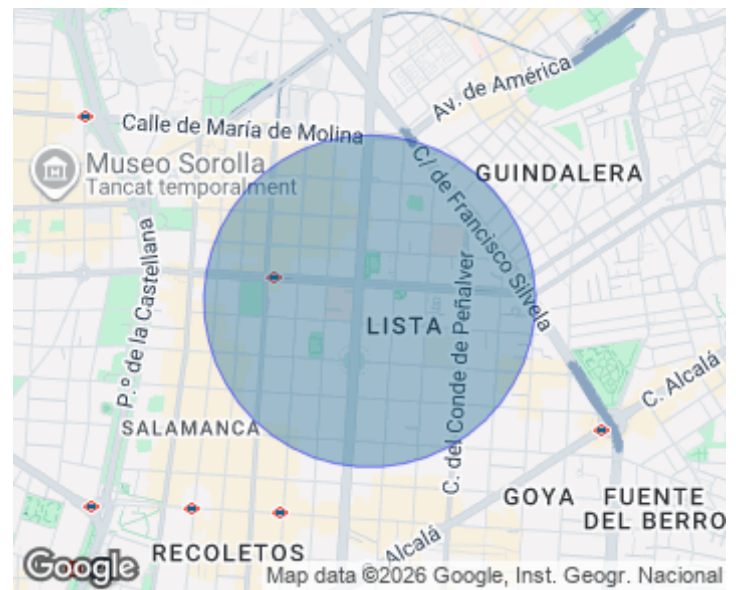 Av. de América
Calle de María de Molina
Museo Sorolla
Tancat temporalment
GUINDALERA
C/ de Francisco Silvela
P.º de la Castellana
LISTA
C. del Conde de Peñalver
C. Alcalá
SALAMANCA
GOYA
FUENTE
DEL BERRO
Alcalá
RECOLETOS
Google
Map data ©2026 Google, Inst. Geogr. Nacional